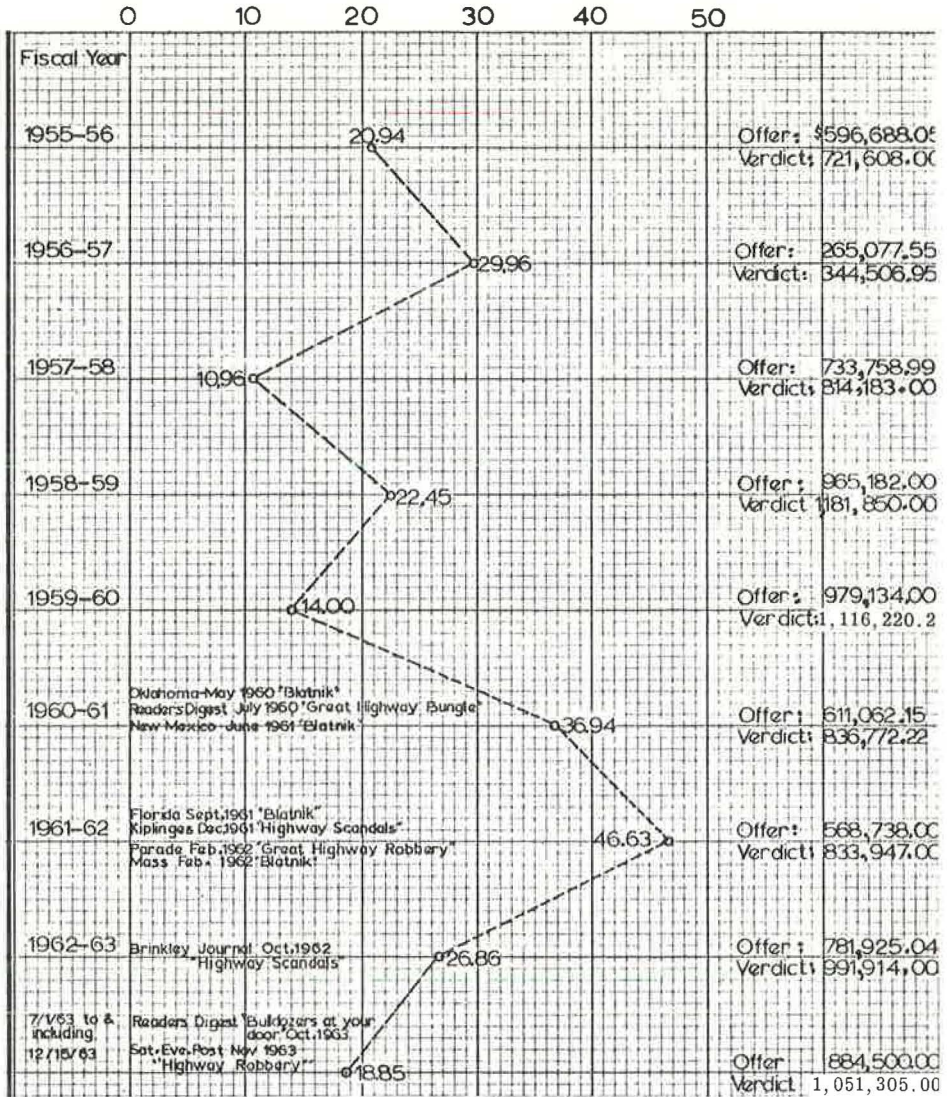 0 10 20 30 40 50
Fiscal Year
1955-56 20.94 Offer: $596,688.05
Verdict: 721,608.00
1956-57 29.96 Offer: 265,077.55
Verdict: 344,506.95
1957-58 10.96 Offer: 733,758.99
Verdict: 814,183.00
1958-59 22.45 Offer: 965,182.00
Verdict 1,181,850.00
1959-60 14.00 Offer: 979,134.00
Verdict: 1,116,220.2
Oklahoma-May 1960 "Blatnik"
1960-61 Readers Digest July 1960 "Great Highway Bungle" Offer: 611,062.15
New Mexico-June 1961 "Blatnik" 36.94 Verdict: 836,772.22
Florida Sept. 1961 "Blatnik"
1961-62 Kiplinges Dec. 1961 "Highway Scandals" Offer: 568,738.00
Parade Feb. 1962 "Great Highway Robbery" 46.63 Verdict: 833,947.00
Mass Feb. 1962 "Blatnik"
1962-63 Brinkley Journal Oct. 1962 26.86 Offer: 781,925.04
"Highway Scandals" Verdict: 991,914.00
7/1/63 to & Readers Digest "Bulldozers at your
including door" Oct. 1963
12/15/63 Sat. Eve. Post Nov 1963 Offer 884,500.00
"Highway Robbery" 18.85 Verdict 1,051,305.00